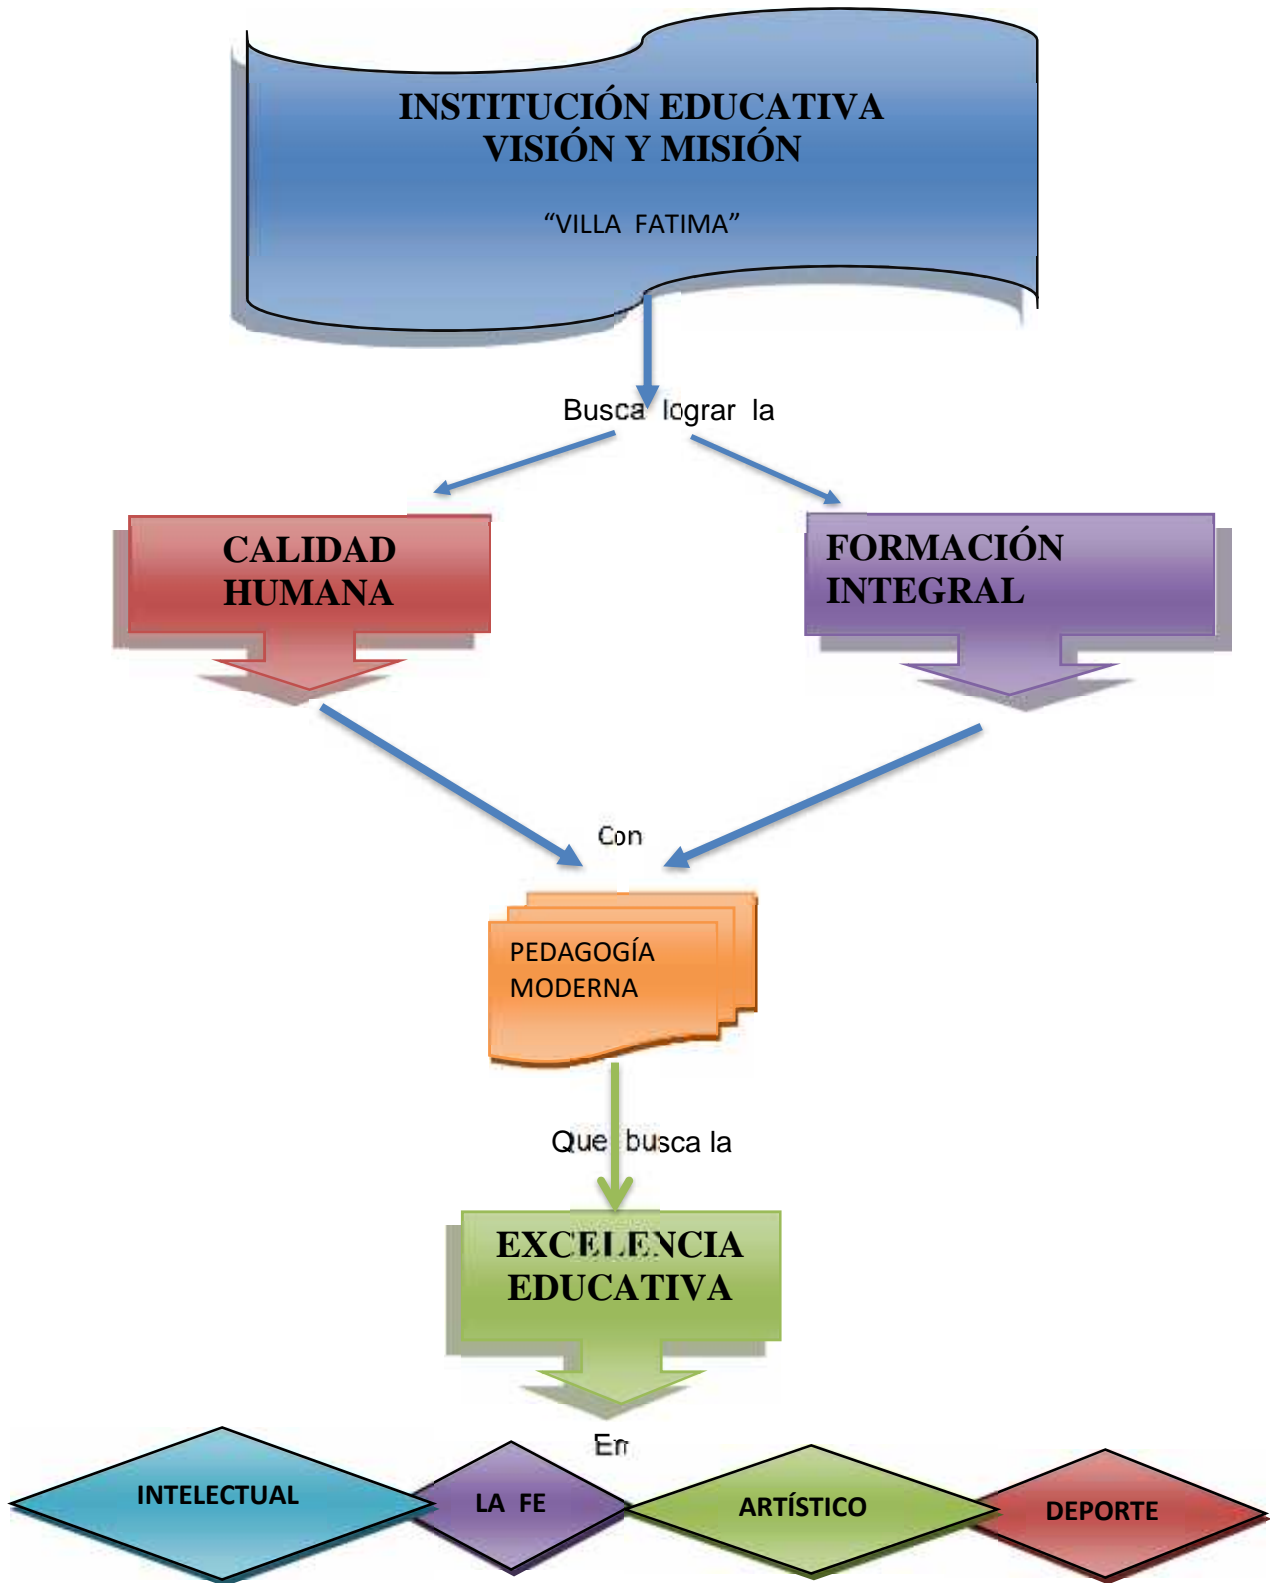 INSTITUCIÓN EDUCATIVA
VISIÓN Y MISIÓN
“VILLA FATIMA”
Busca lograr la
CALIDAD
HUMANA
FORMACIÓN
INTEGRAL
Con
PEDAGOGÍA
MODERNA
Que busca la
EXCELENCIA
EDUCATIVA
En
INTELECTUAL
LA FE
ARTÍSTICO
DEPORTE